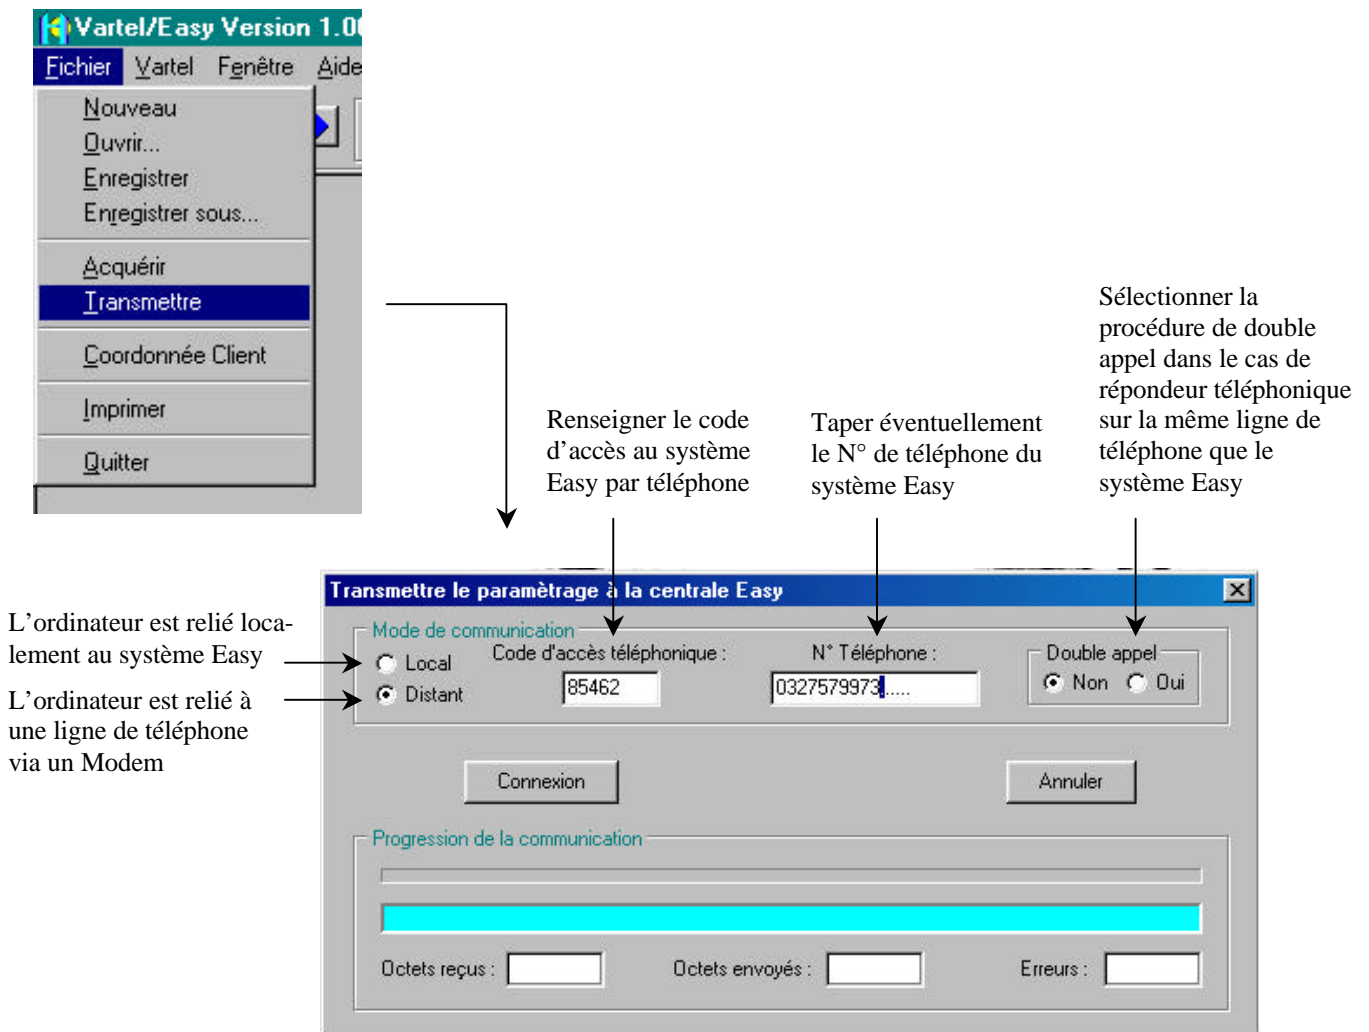 Vartel/Easy Version 1.00
Fichier Vartel Fenêtre Aide
Nouveau
Ouvrir...
Enregistrer
Enregistrer sous...
Acquérir
Transmettre
Coordonnée Client
Imprimer
Quitter
Renseigner le code
d’accès au système
Easy par téléphone
Taper éventuellement
le N° de téléphone du
système Easy
Sélectionner la
procédure de double
appel dans le cas de
répondeur téléphonique
sur la même ligne de
téléphone que le
système Easy
L’ordinateur est relié loca-
lement au système Easy
L’ordinateur est relié à
une ligne de téléphone
via un Modem
Transmettre le paramètrage à la centrale Easy
Mode de communication
Local
Distant
Code d'accès téléphonique :
85462
N° Téléphone :
0327579973......
Double appel
Non Oui
Connexion
Annuler
Progression de la communication
Octets reçus :
Octets envoyés :
Erreurs :